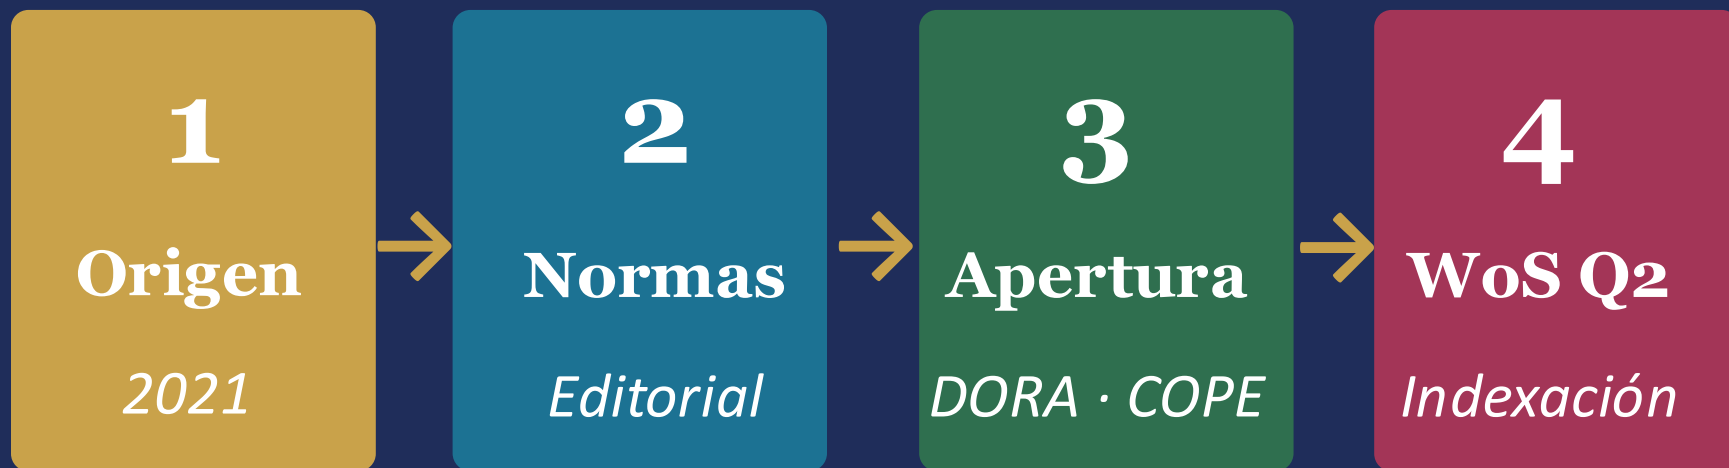 1
Origen
2021
2
Normas
Editorial
3
Apertura
DORA · COPE
4
WoS Q2
Indexación